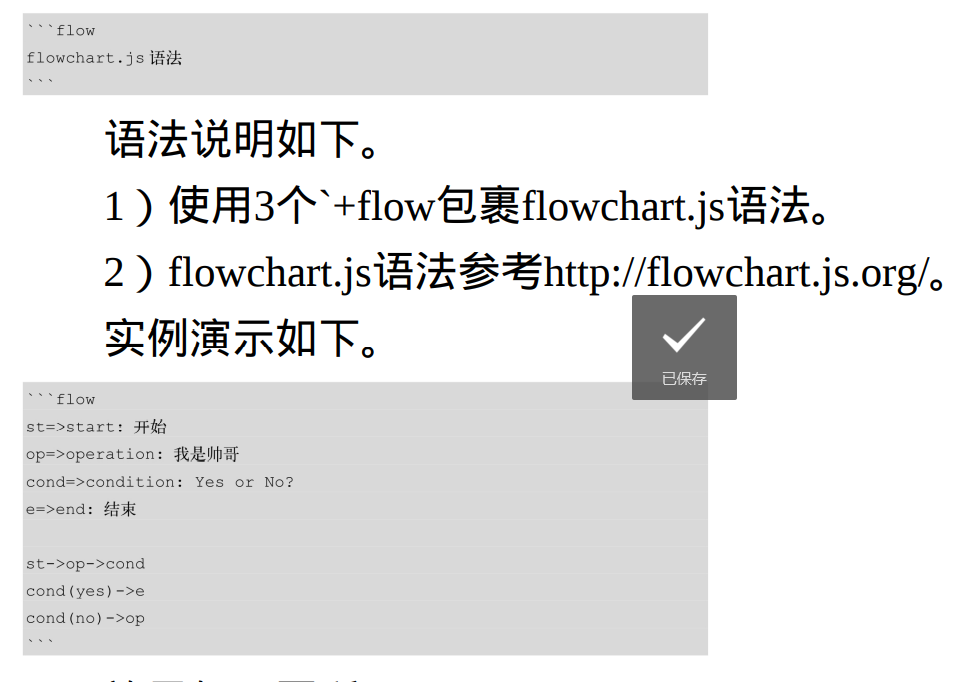 ```flow
flowchart.js 语法
```
语法说明如下。
1）使用3个`+flow包裹flowchart.js语法。
2）flowchart.js语法参考http://flowchart.js.org/。
实例演示如下。
已保存
```flow
st=>start: 开始
op=>operation: 我是帅哥
cond=>condition: Yes or No?
e=>end: 结束
st->op->cond
cond(yes)->e
cond(no)->op
```